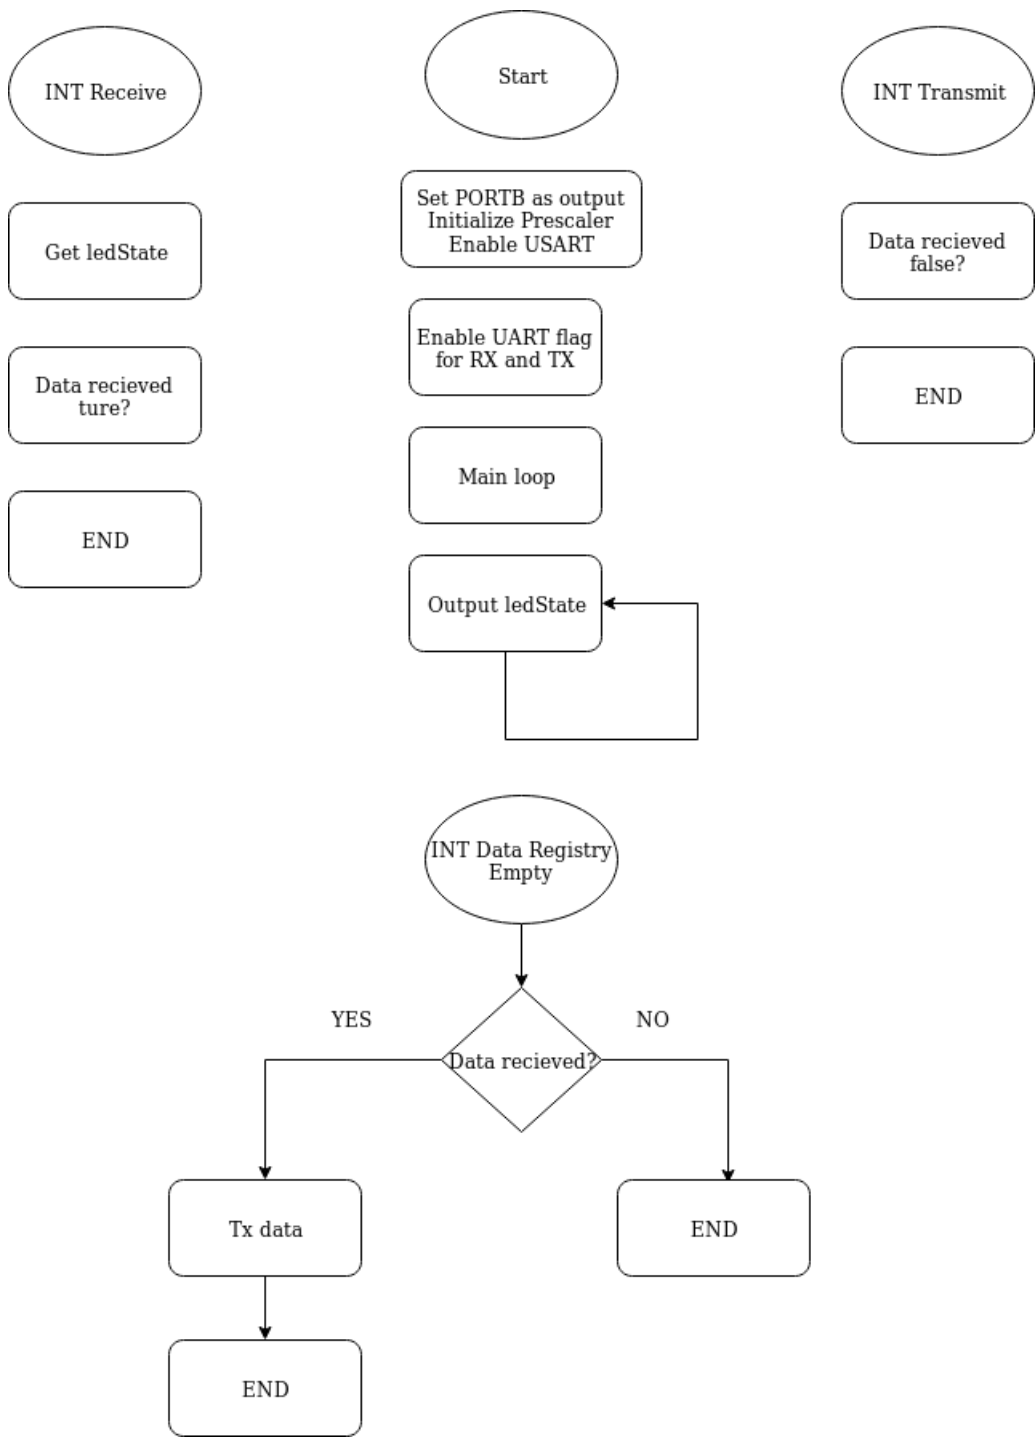 INT Receive
Get ledState
Data recieved
ture?
END
Start
Set PORTB as output
Initialize Prescaler
Enable USART
Enable UART flag
for RX and TX
Main loop
Output ledState
INT Transmit
Data recieved
false?
END
INT Data Registry
Empty
Data recieved?
YES
NO
Tx data
END
END